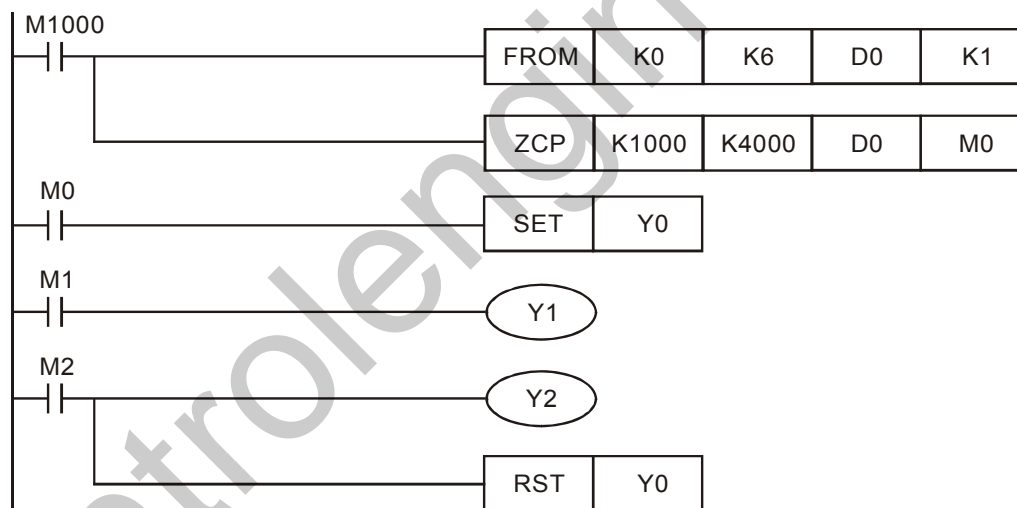 M1000
FROM K0 K6 D0 K1
ZCP K1000 K4000 D0 M0
M0
SET Y0
M1
Y1
M2
Y2
RST Y0
ntrolengin